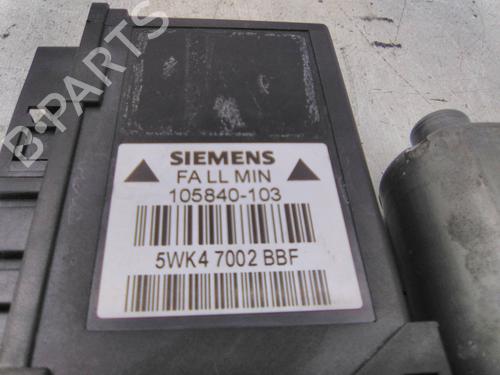 B-PARTS
SIEMENS
FA LL MIN
105840-103
5WK4 7002 BBF